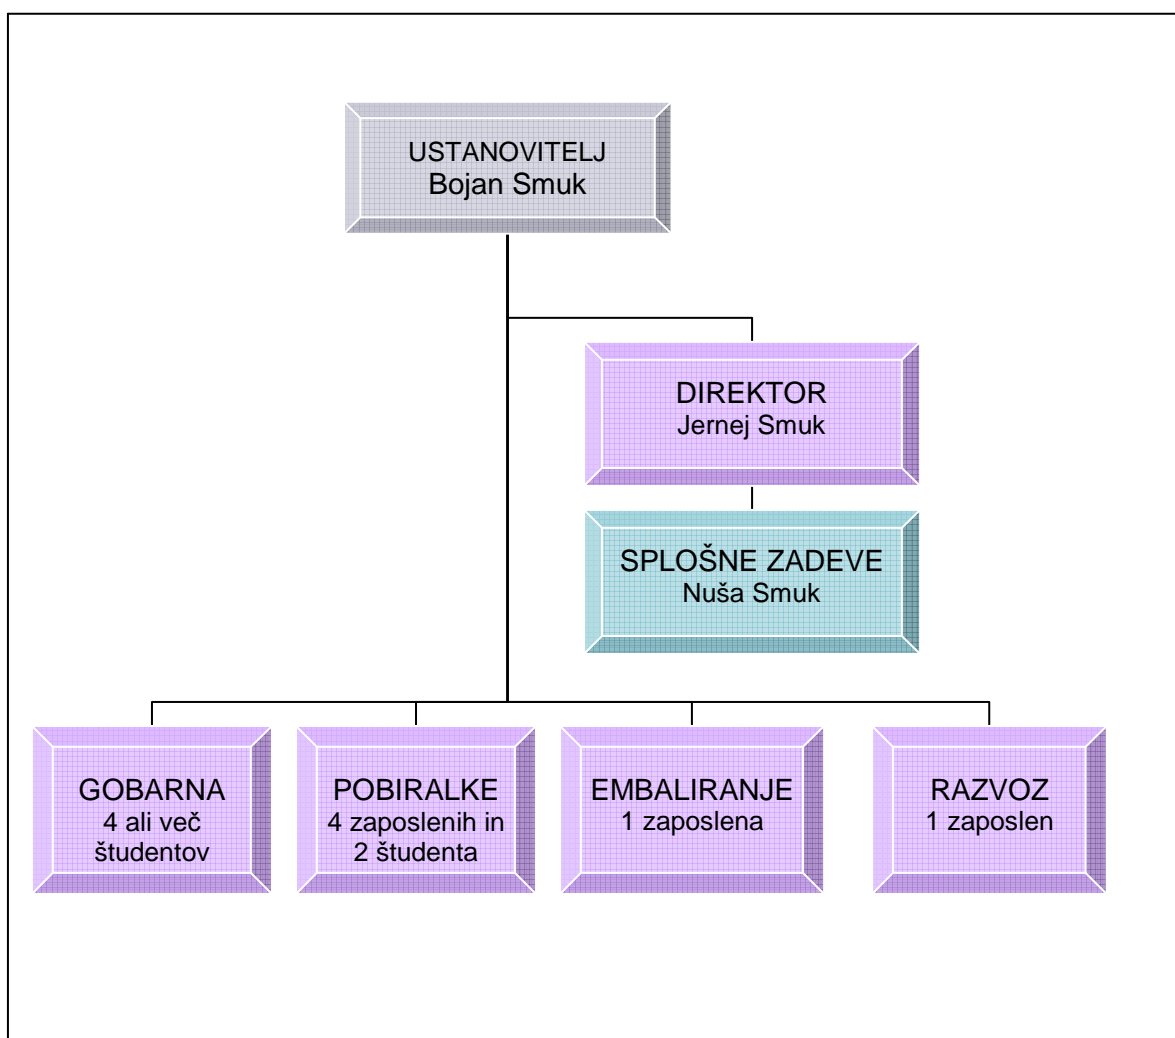 USTANOVITELJ
Bojan Smuk
DIREKTOR
Jernej Smuk
SPLOŠNE ZADEVE
Nuša Smuk
GOBARNA
4 ali več
študentov
POBIRALKE
4 zaposlenih in
2 študenta
EMBALIRANJE
1 zaposlena
RAZVOZ
1 zaposlen